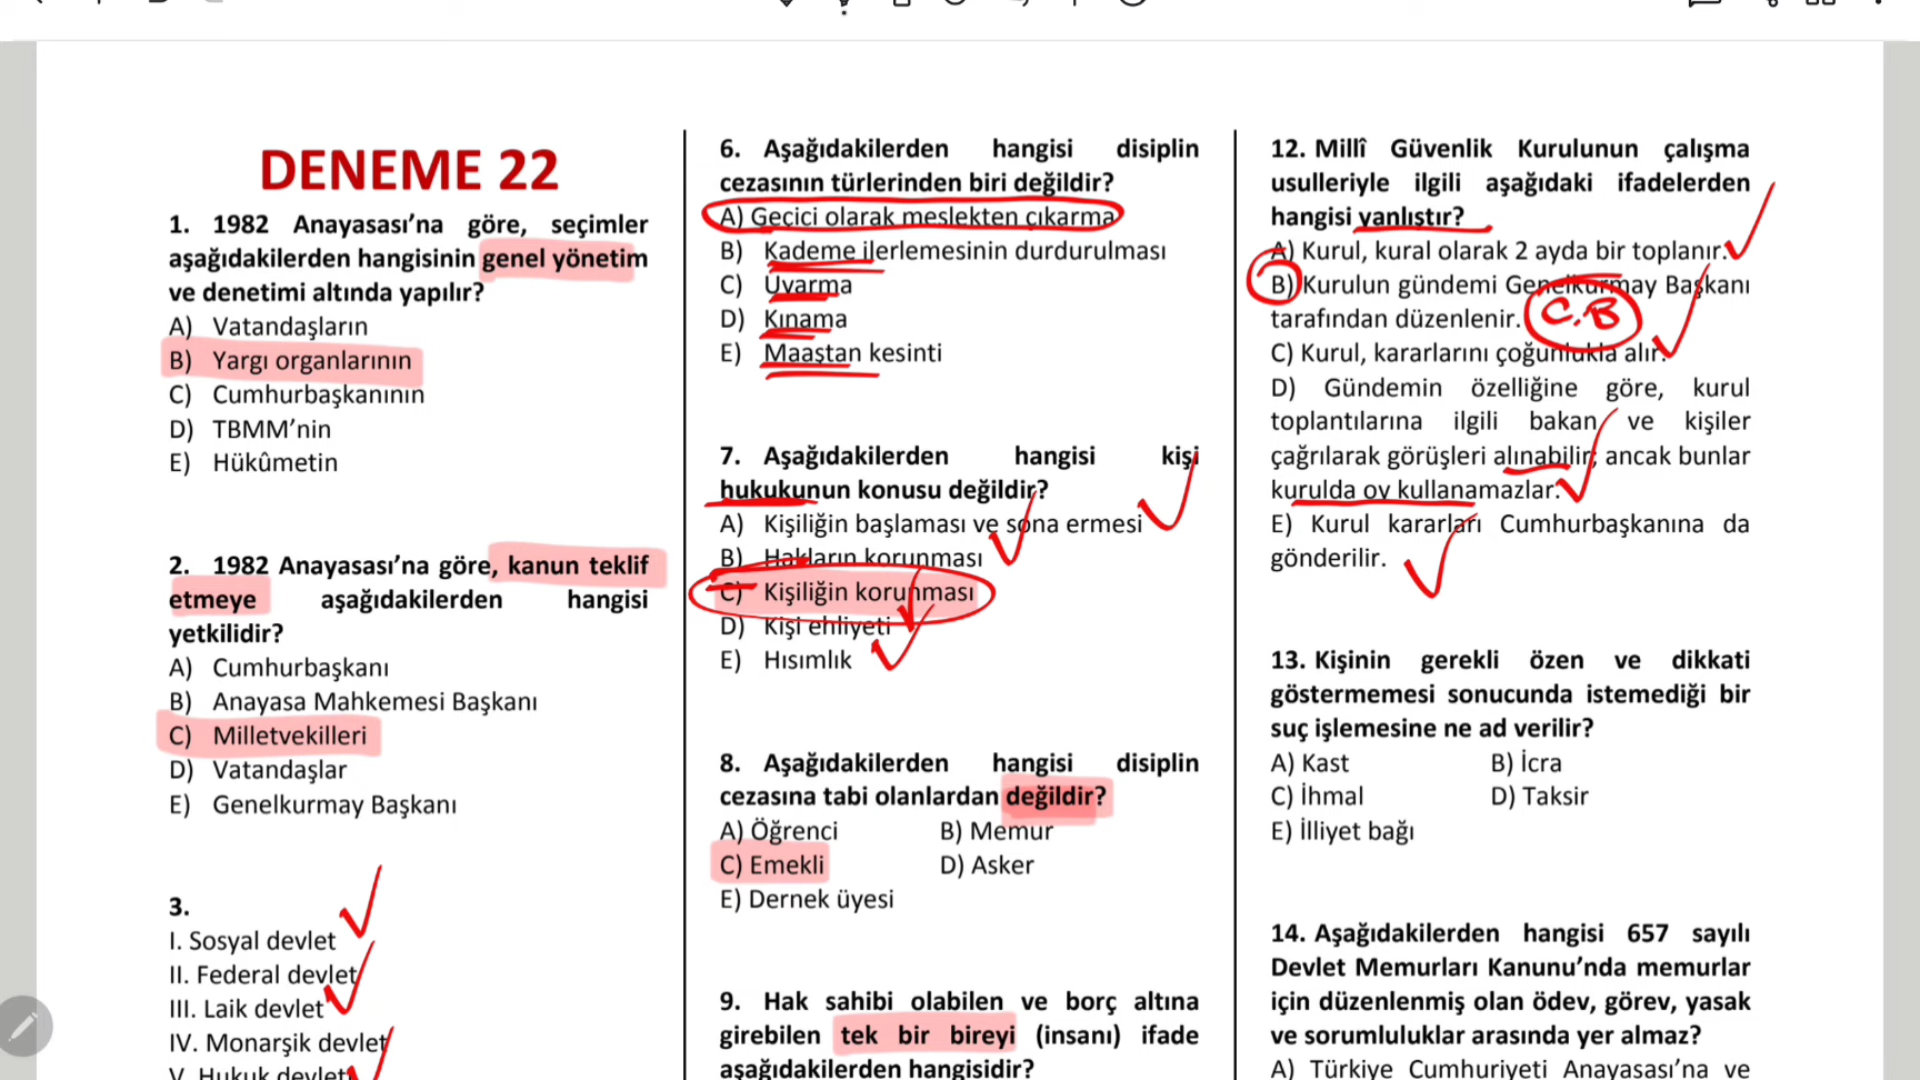 DENEME 22
1. 1982 Anayasası’na göre, seçimler
aşağıdakilerden hangisinin genel yönetim
ve denetimi altında yapılır?
A) Vatandaşların
B) Yargı organlarının
C) Cumhurbaşkanının
D) TBMM’nin
E) Hükûmetin
2. 1982 Anayasası’na göre, kanun teklif
etmeye aşağıdakilerden hangisi
yetkilidir?
A) Cumhurbaşkanı
B) Anayasa Mahkemesi Başkanı
C) Milletvekilleri
D) Vatandaşlar
E) Genelkurmay Başkanı
3.
I. Sosyal devlet
II. Federal devlet
III. Laik devlet
IV. Monarşik devlet
V. Hukuk devleti
6. Aşağıdakilerden hangisi disiplin
cezasının türlerinden biri değildir?
A) Geçici olarak meslekten çıkarma
B) Kademe ilerlemesinin durdurulması
C) Uyarma
D) Kınama
E) Maaştan kesinti
7. Aşağıdakilerden hangisi kişi
hukukunun konusu değildir?
A) Kişiliğin başlaması ve sona ermesi
B) Hakların korunması
C) Kişiliğin korunması
D) Kişi ehliyeti
E) Hısımlık
8. Aşağıdakilerden hangisi disiplin
cezasına tabi olanlardan değildir?
A) Öğrenci B) Memur
C) Emekli D) Asker
E) Dernek üyesi
9. Hak sahibi olabilen ve borç altına
girebilen tek bir bireyi (insanı) ifade
aşağıdakilerden hangisidir?
12. Millî Güvenlik Kurulunun çalışma
usulleriyle ilgili aşağıdaki ifadelerden
hangisi yanlıştır?
A) Kurul, kural olarak 2 ayda bir toplanır.
B) Kurulun gündemi Genelkurmay Başkanı
tarafından düzenlenir. C.B
C) Kurul, kararlarını çoğunlukla alır.
D) Gündemin özelliğine göre, kurul
toplantılarına ilgili bakan ve kişiler
çağrılarak görüşleri alınabilir; ancak bunlar
kurulda oy kullanamazlar.
E) Kurul kararları Cumhurbaşkanına da
gönderilir.
13. Kişinin gerekli özen ve dikkati
göstermemesi sonucunda istemediği bir
suç işlemesine ne ad verilir?
A) Kast B) İcra
C) İhmal D) Taksir
E) İlliyet bağı
14. Aşağıdakilerden hangisi 657 sayılı
Devlet Memurları Kanunu’nda memurlar
için düzenlenmiş olan ödev, görev, yasak
ve sorumluluklar arasında yer almaz?
A) Türkiye Cumhuriyeti Anayasası’na ve